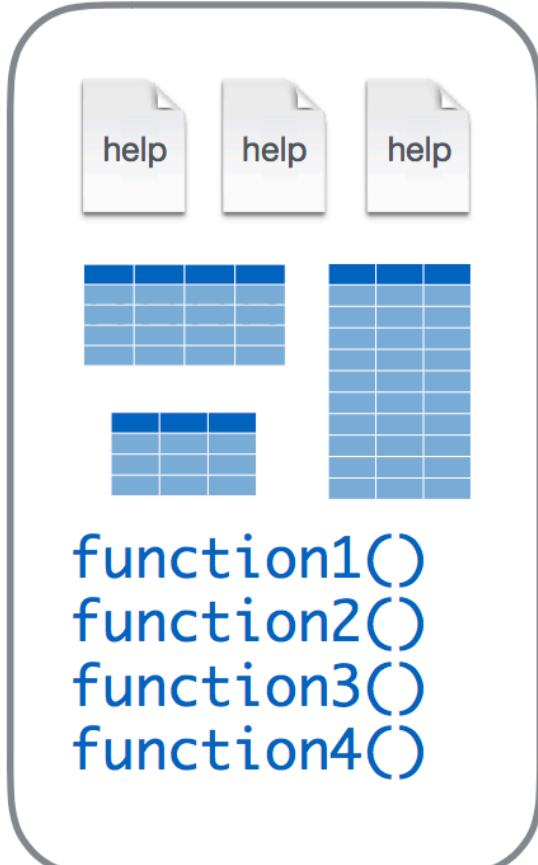 help help help
function1()
function2()
function3()
function4()